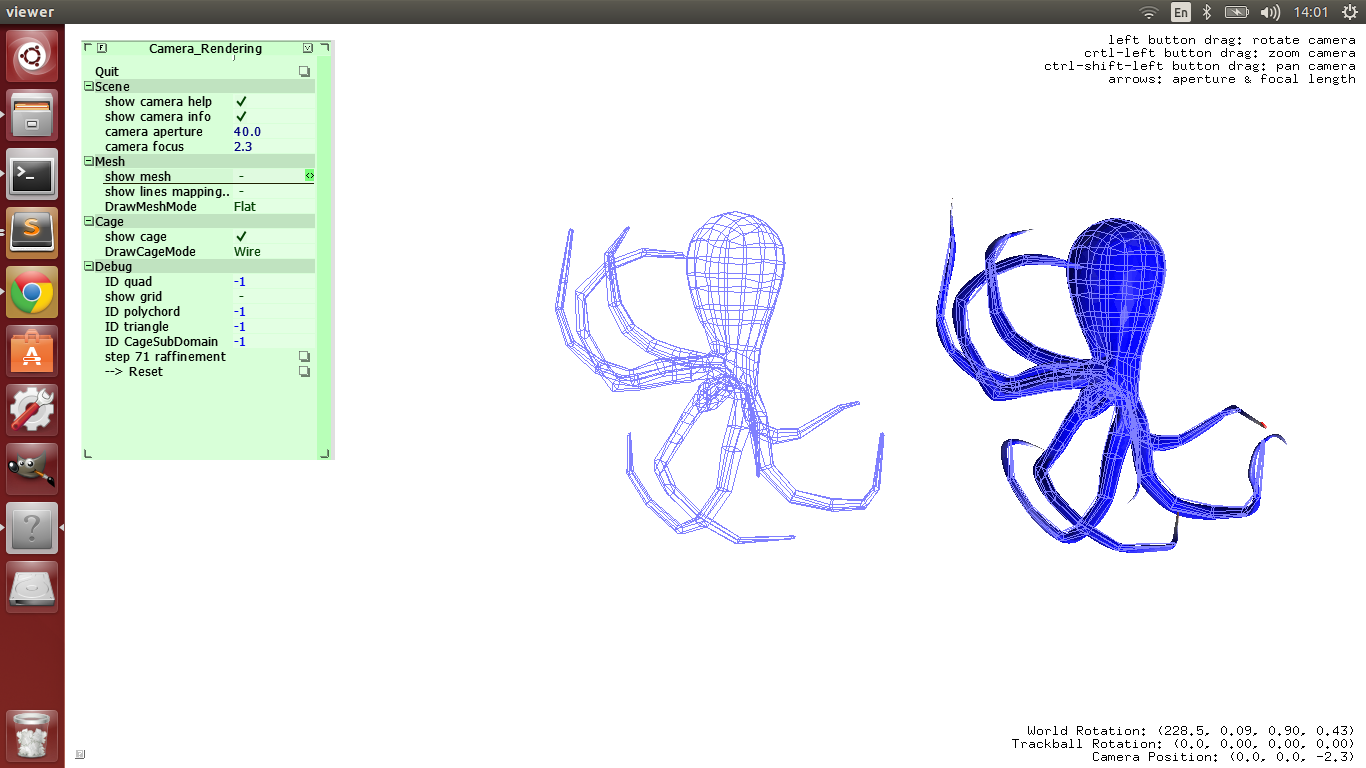 viewer
En
14:01
Camera_Rendering
Quit
Scene
show camera help
show camera info
camera aperture 40.0
camera focus 2.3
Mesh
show mesh -
show lines mapping.. -
DrawMeshMode Flat
Cage
show cage
DrawCageMode Wire
Debug
ID quad -1
show grid -
ID polychord -1
ID triangle -1
ID CageSubDomain -1
step 71 raffinement
--> Reset
left button drag: rotate camera
crtl-left button drag: zoom camera
ctrl-shift-left button drag: pan camera
arrows: aperture & focal length
World Rotation: (228.5, 0.09, 0.90, 0.43)
Trackball Rotation: (0.0, 0.00, 0.00, 0.00)
Camera Position: (0.0, 0.0, -2.3)